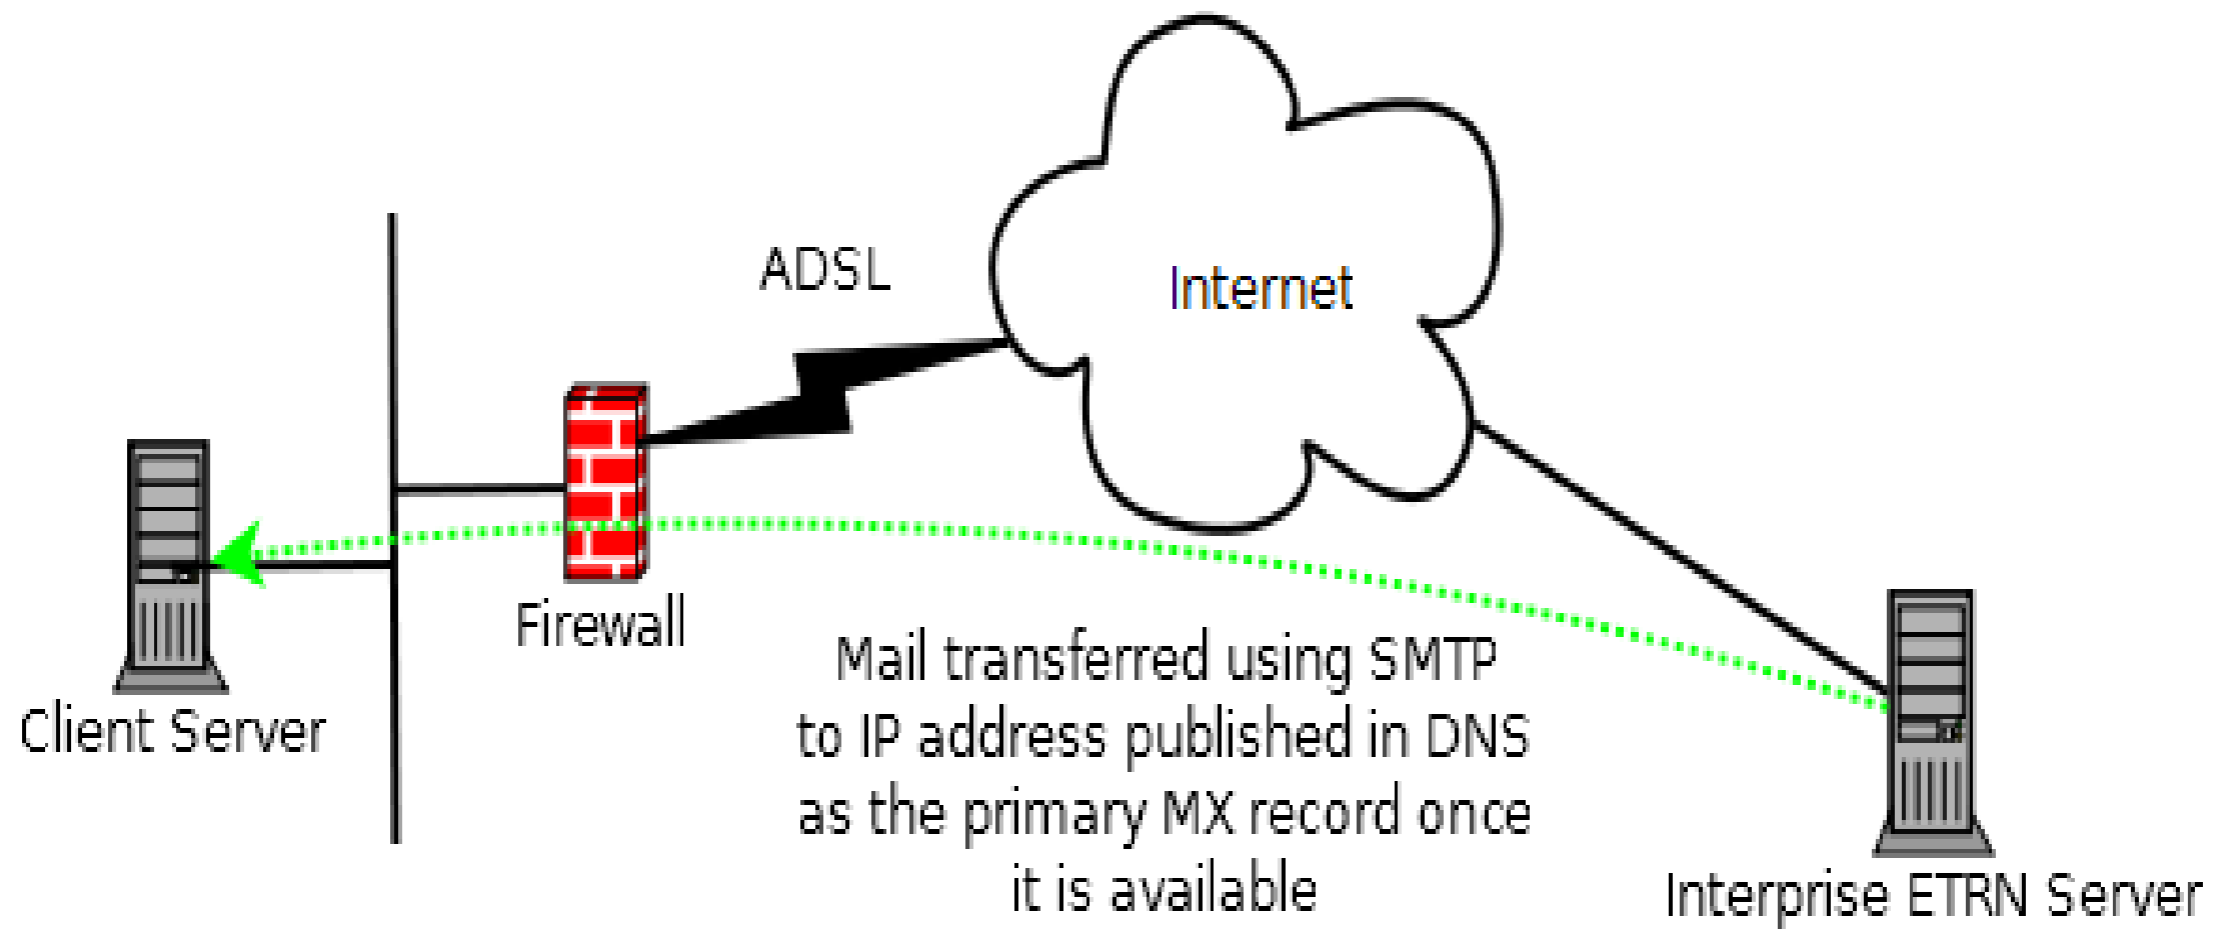 ADSL
Internet
Firewall
Client Server
Mail transferred using SMTP
to IP address published in DNS
as the primary MX record once
it is available
Interprise ETRN Server